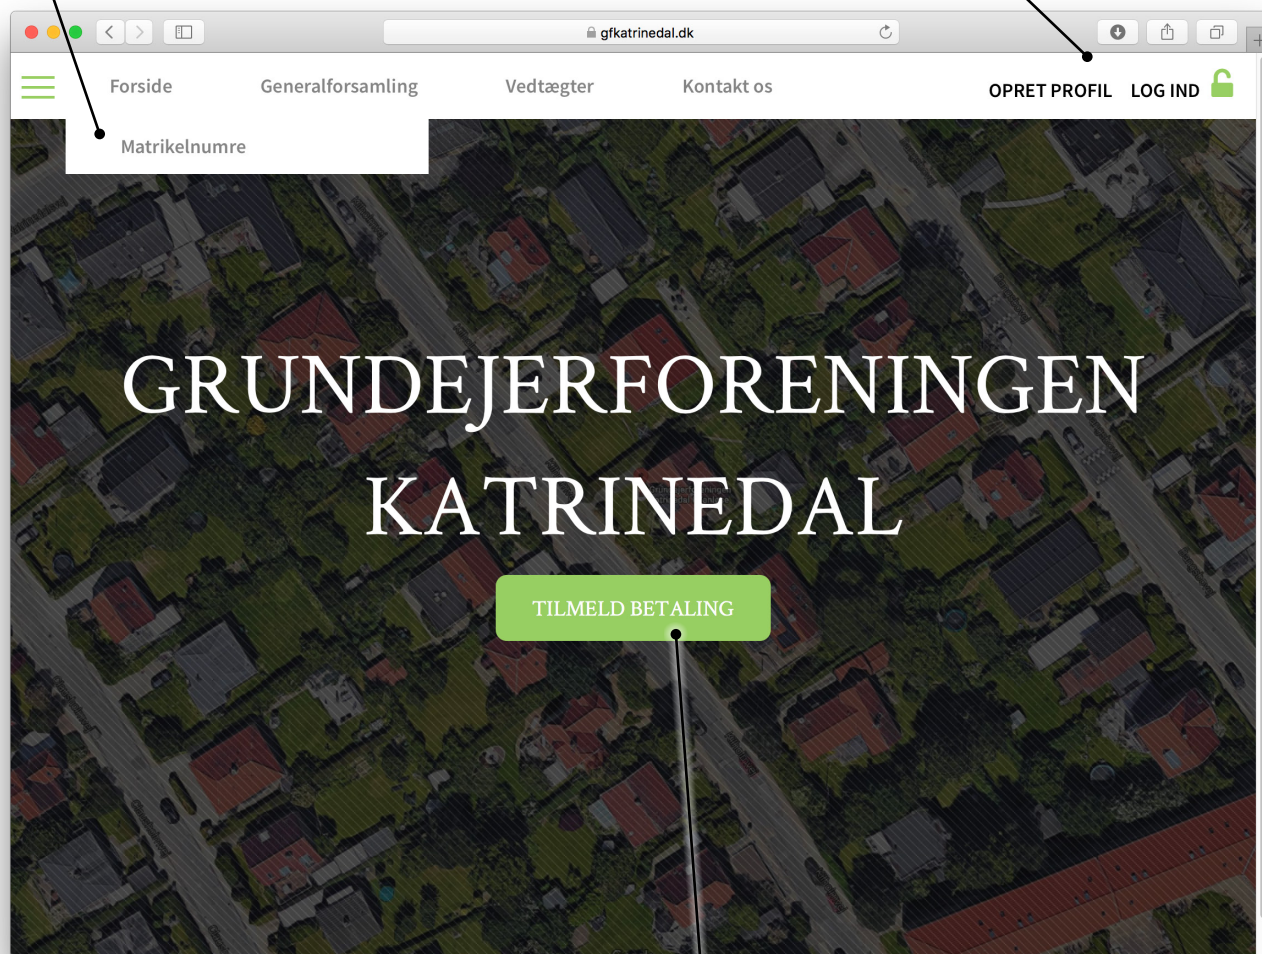 gfkatrinedal.dk
Forside Generalforsamling Vedtægter Kontakt os OPRET PROFIL LOG IND
Matrikelnumre
GRUNDEJERFORENINGEN
KATRINEDAL
TILMELD BETALING